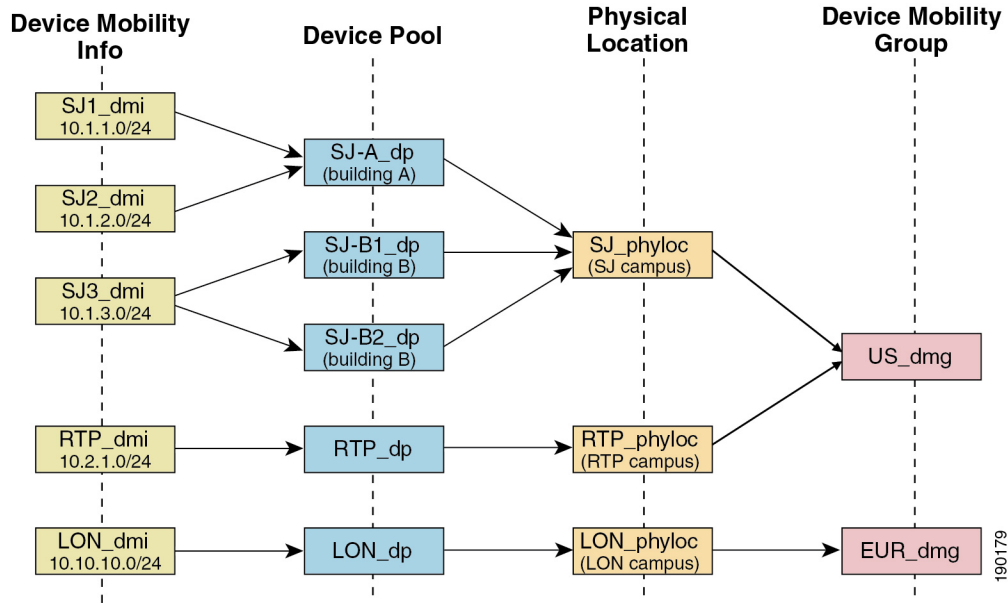 Device Mobility
Info
Device Pool
Physical
Location
Device Mobility
Group
SJ1_dmi
10.1.1.0/24
SJ2_dmi
10.1.2.0/24
SJ3_dmi
10.1.3.0/24
RTP_dmi
10.2.1.0/24
LON_dmi
10.10.10.0/24
SJ-A_dp
(building A)
SJ-B1_dp
(building B)
SJ-B2_dp
(building B)
RTP_dp
LON_dp
SJ_phyloc
(SJ campus)
RTP_phyloc
(RTP campus)
LON_phyloc
(LON campus)
US_dmg
EUR_dmg
190179